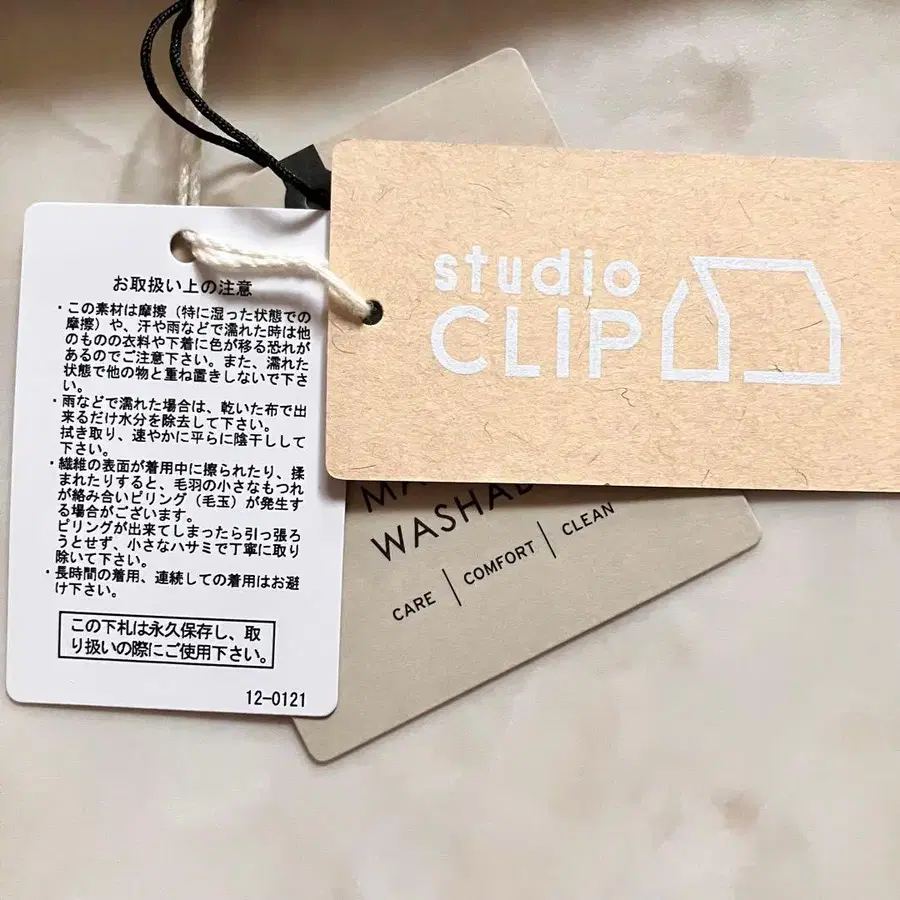 お取扱い上の注意
・この素材は摩擦（特に湿った状態での
摩擦）や、汗や雨などで濡れた時は他
のものの衣料や下着に色が移る恐れが
あるのでご注意下さい。また、濡れた
状態で他の物と重ね置きしないで下さ
い。
・雨などで濡れた場合は、乾いた布で出
来るだけ水分を除去して下さい。
拭き取り、速やかに平らに陰干しして
下さい。
・繊維の表面が着用中に擦られたり、揉
まれたりすると、毛羽の小さなもつれ
が絡み合いピリング（毛玉）が発生す
る場合がございます。
ピリングが出来てしまったら引っ張ろ
うとせず、小さなハサミで丁寧に取り
除いて下さい。
・長時間の着用、連続しての着用はお避
け下さい。
この下札は永久保存し、取
り扱いの際にご使用下さい。
12-0121
studio
CLIP
CARE | COMFORT | CLEAN